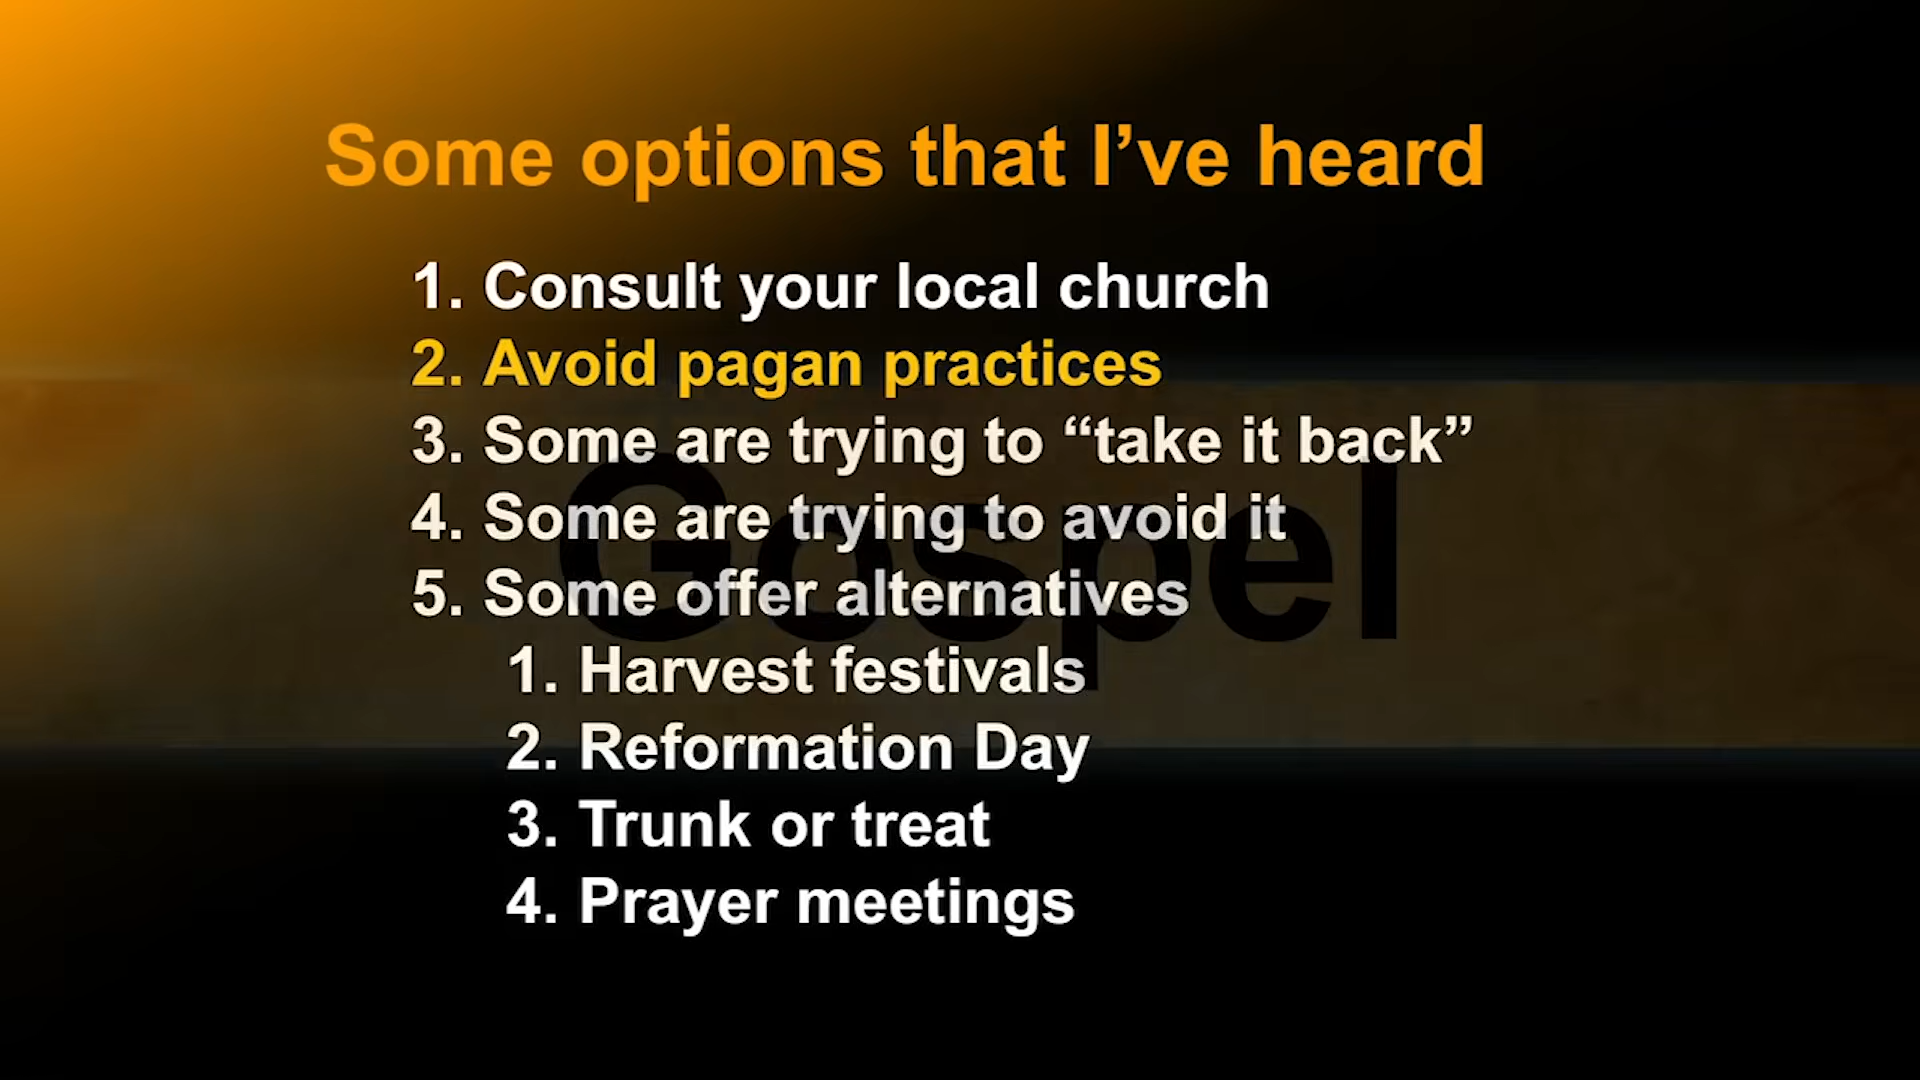 Some options that I’ve heard
1. Consult your local church
2. Avoid pagan practices
3. Some are trying to “take it back”
4. Some are trying to avoid it
5. Some offer alternatives
1. Harvest festivals
2. Reformation Day
3. Trunk or treat
4. Prayer meetings
Gospel